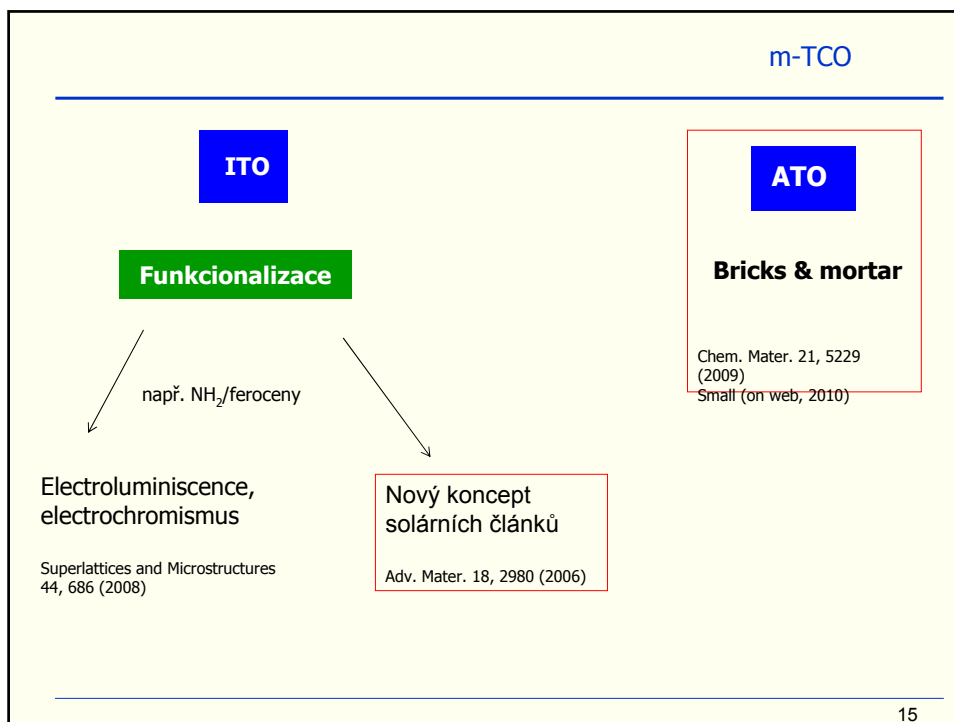 m-TCO
ITO
Funkcionalizace
např. NH₂/feroceny
Electroluminiscence,
electrochromismus
Superlattices and Microstructures
44, 686 (2008)
Nový koncept
solárních článků
Adv. Mater. 18, 2980 (2006)
ATO
Bricks & mortar
Chem. Mater. 21, 5229
(2009)
Small (on web, 2010)
15